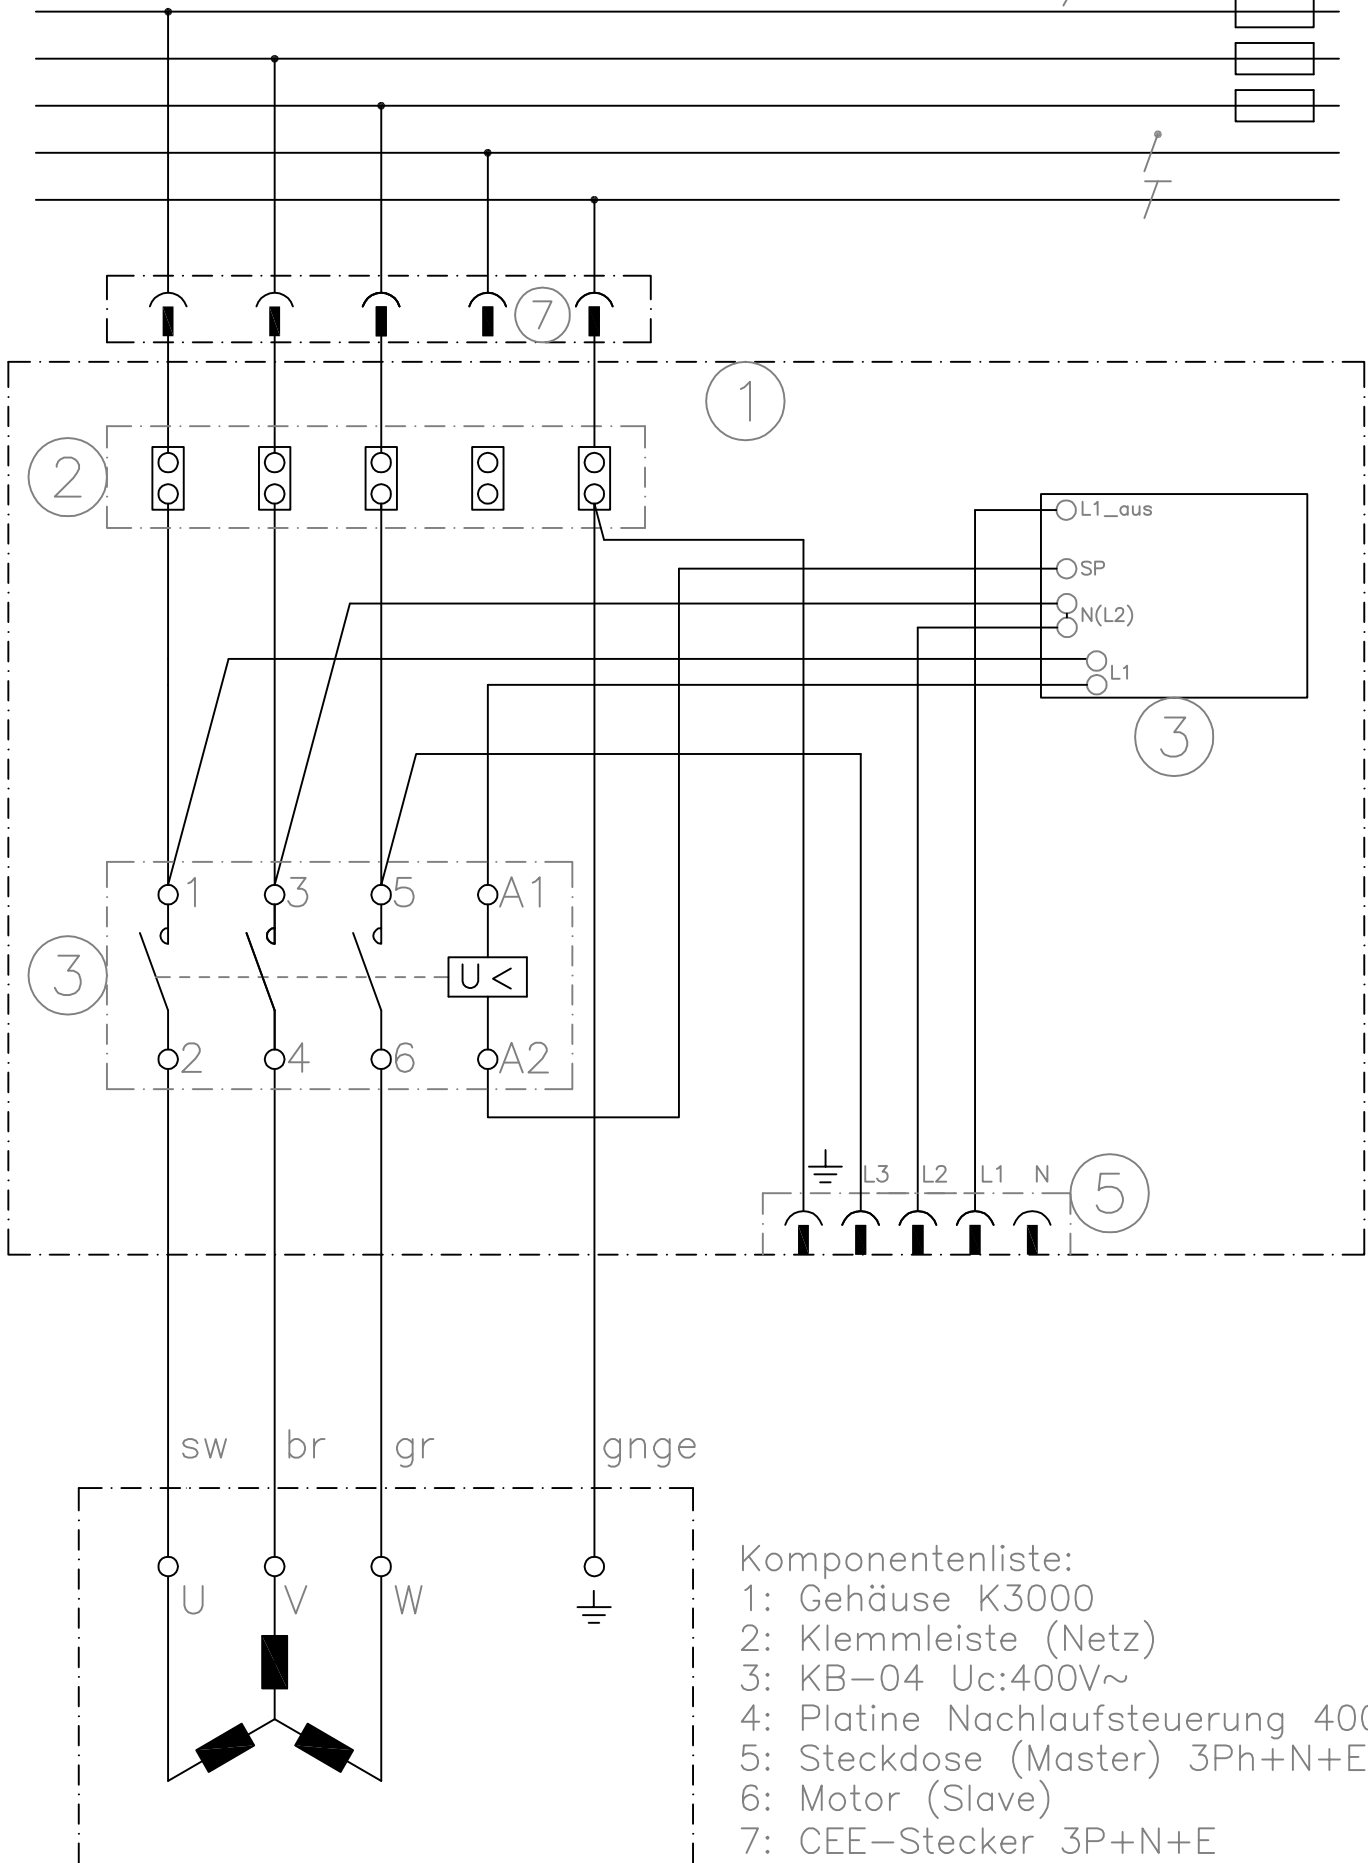 7
1
2
L1_aus
SP
N(L2)
L1
3
1 3 5 A1
3
U<
2 4 6 A2
L3 L2 L1 N
5
sw br gr gnge
U V W
Komponentenliste:
1: Gehäuse K3000
2: Klemmleiste (Netz)
3: KB-04 Uc:400V~
4: Platine Nachlaufsteuerung 400
5: Steckdose (Master) 3Ph+N+E
6: Motor (Slave)
7: CEE-Stecker 3P+N+E